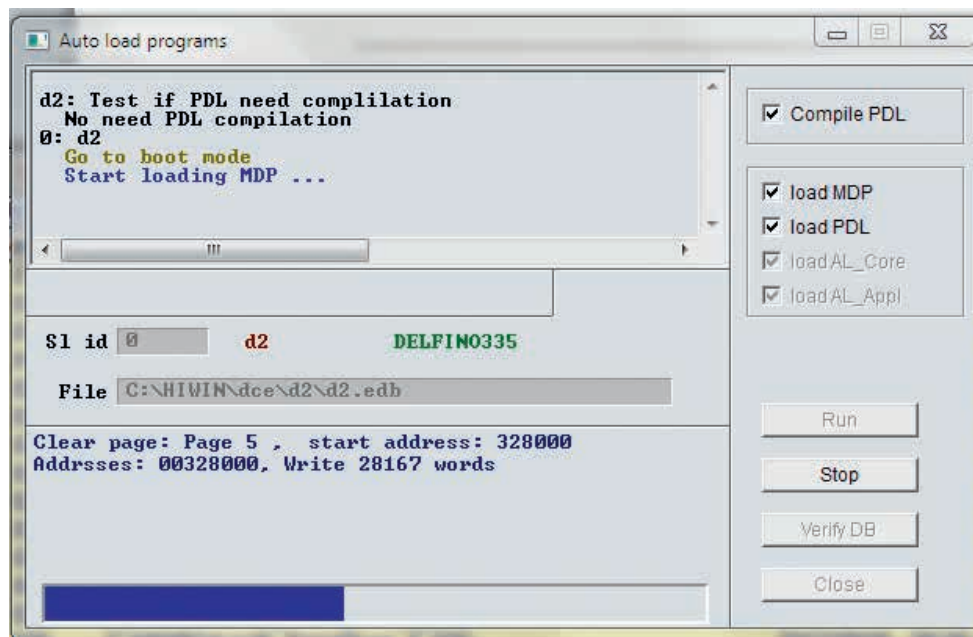 Auto load programs
d2: Test if PDL need complilation
No need PDL compilation
0: d2
Go to boot mode
Start loading MDP ...
Compile PDL
load MDP
load PDL
load AL_Core
load AL_Appl
Sl id 0 d2 DELFINO335
File C:\HIWIN\dce\d2\d2.edb
Clear page: Page 5 , start address: 328000
Addrsses: 00328000, Write 28167 words
Run
Stop
Verify DB
Close